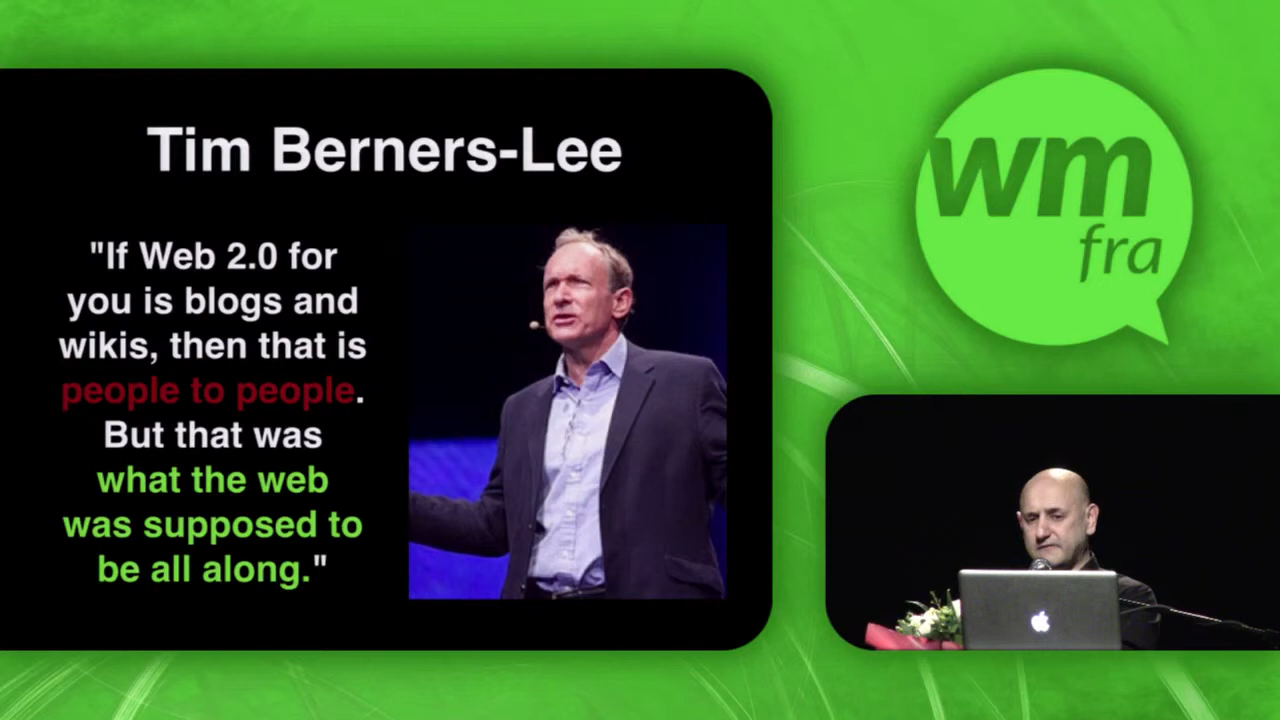 Tim Berners-Lee
"If Web 2.0 for
you is blogs and
wikis, then that is
people to people.
But that was
what the web
was supposed to
be all along."
wm
fra